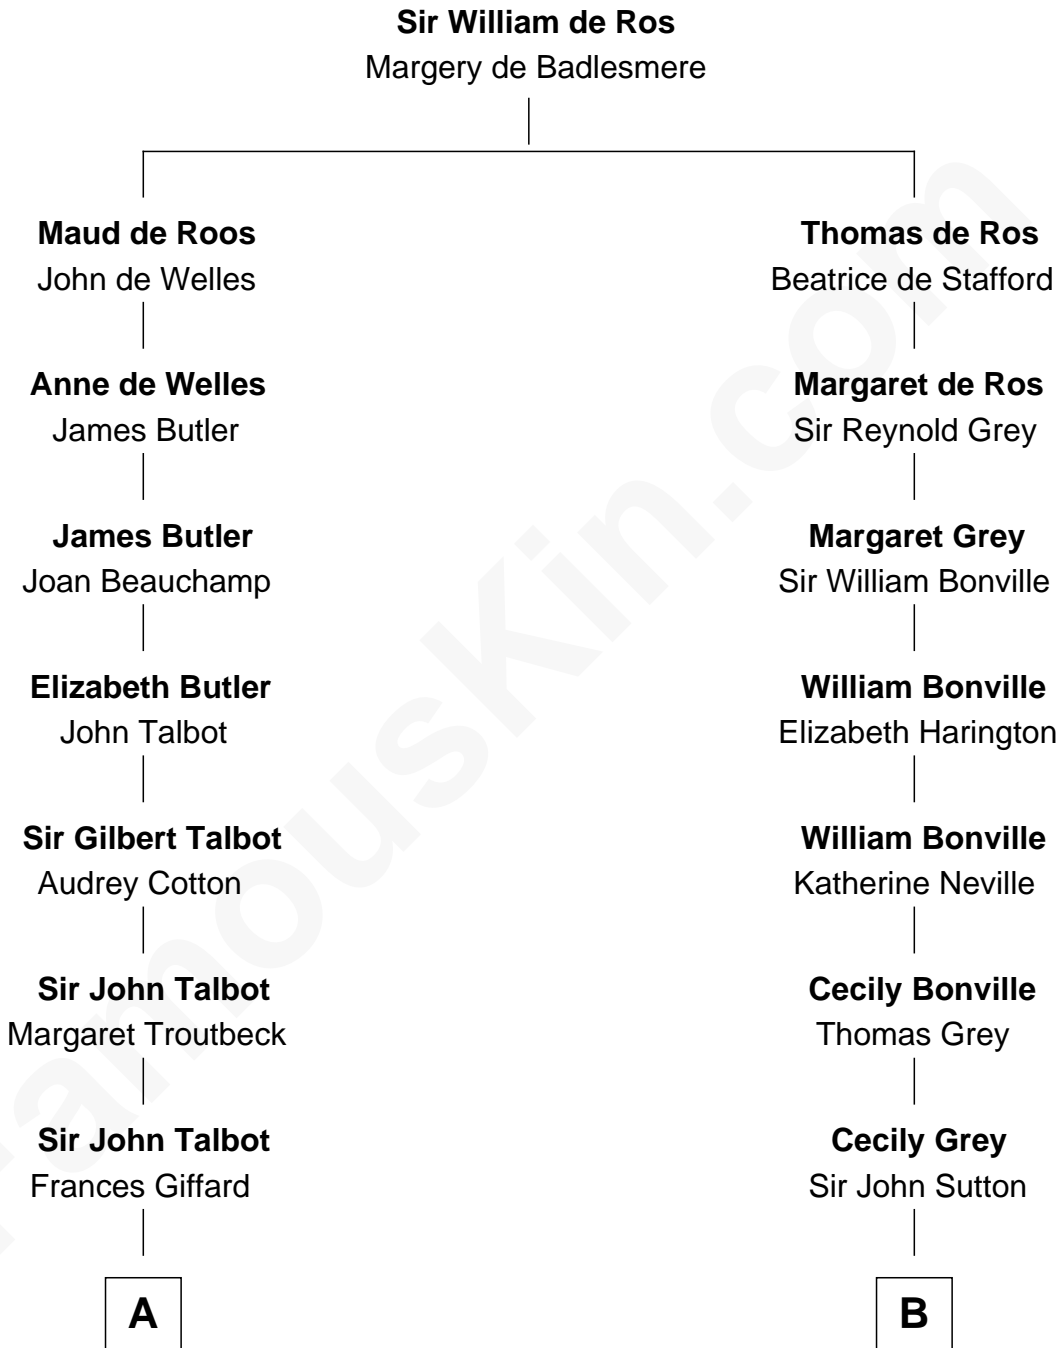 Sir William de Ros
Margery de Badlesmere
Maud de Roos
John de Welles
Thomas de Ros
Beatrice de Stafford
Anne de Welles
James Butler
Margaret de Ros
Sir Reynold Grey
James Butler
Joan Beauchamp
Margaret Grey
Sir William Bonville
Elizabeth Butler
John Talbot
William Bonville
Elizabeth Harington
Sir Gilbert Talbot
Audrey Cotton
William Bonville
Katherine Neville
Sir John Talbot
Margaret Troutbeck
Cecily Bonville
Thomas Grey
Sir John Talbot
Frances Giffard
Cecily Grey
Sir John Sutton
A
B
FamousKin.com